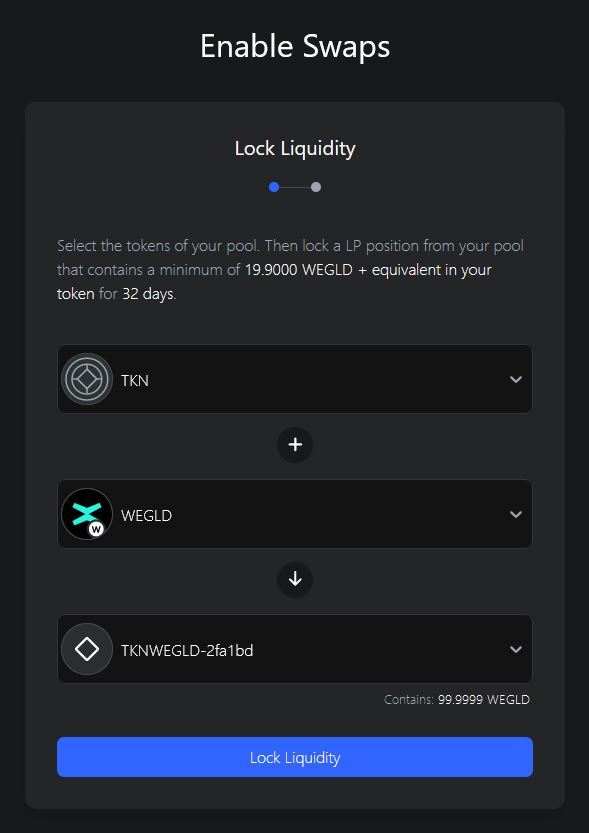 Enable Swaps
Lock Liquidity
Select the tokens of your pool. Then lock a LP position from your pool
that contains a minimum of 19.9000 WEGLD + equivalent in your
token for 32 days.
TKN
WEGLD
W
TKNWEGLD-2fa1bd
Contains: 99.9999 WEGLD
Lock Liquidity